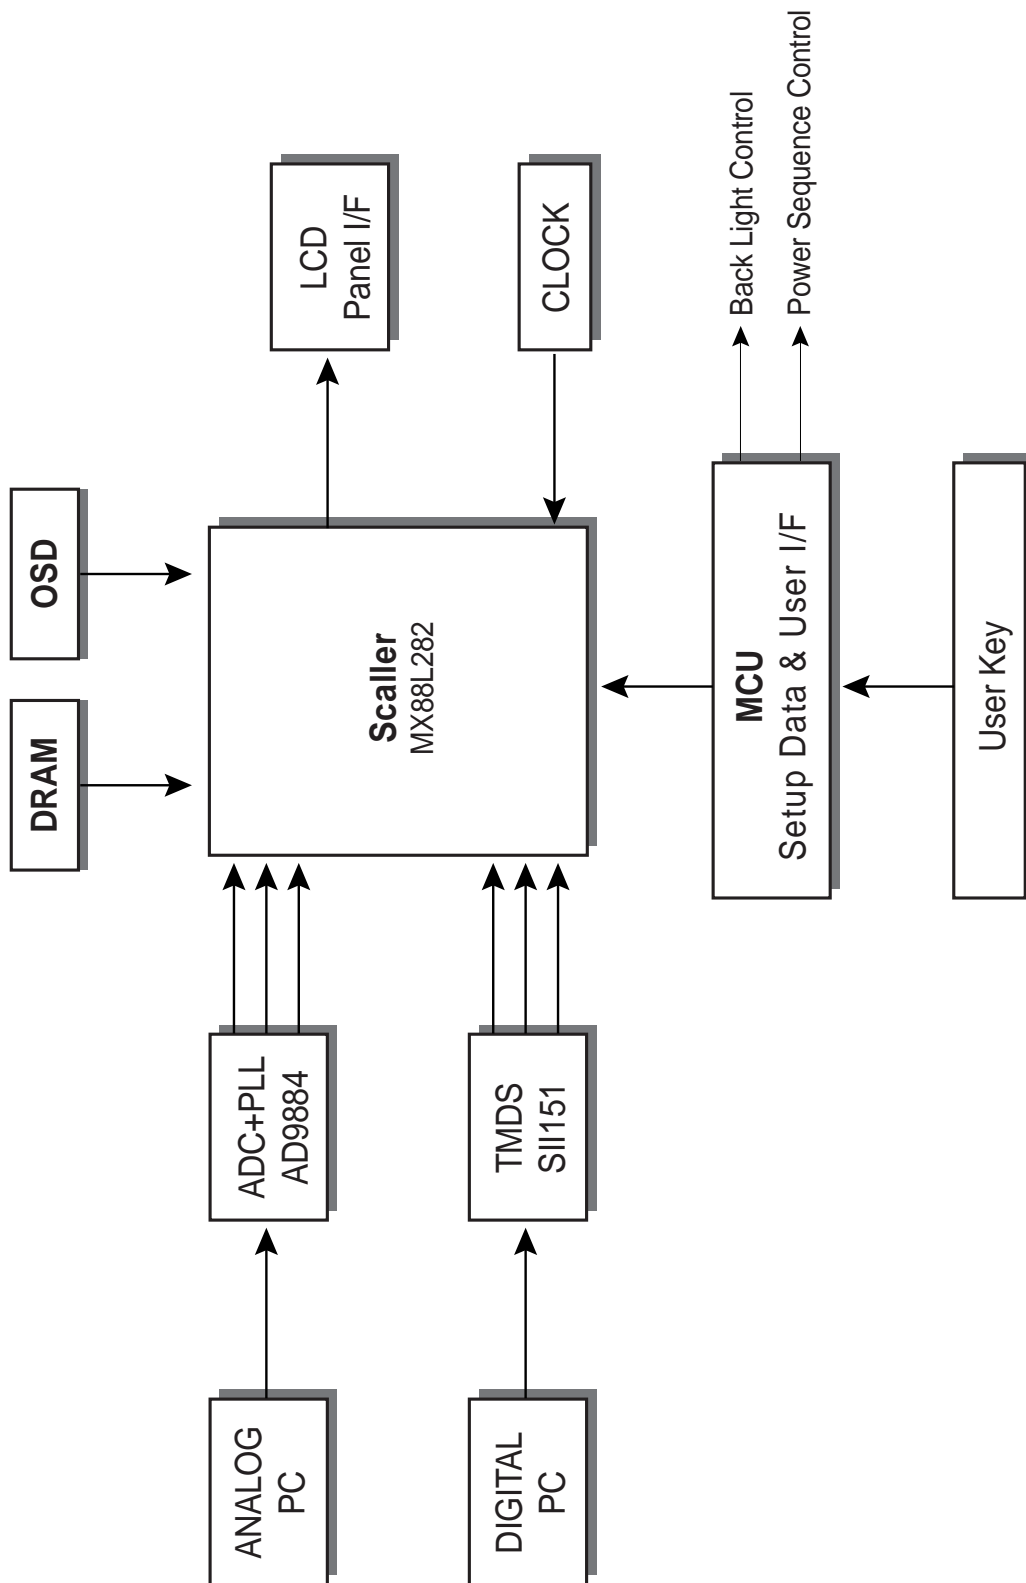 DRAM
OSD
ANALOG
PC
ADC+PLL
AD9884
Scaller
MX88L282
LCD
Panel I/F
DIGITAL
PC
TMDS
SII151
CLOCK
MCU
Setup Data & User I/F
Back Light Control
Power Sequence Control
User Key